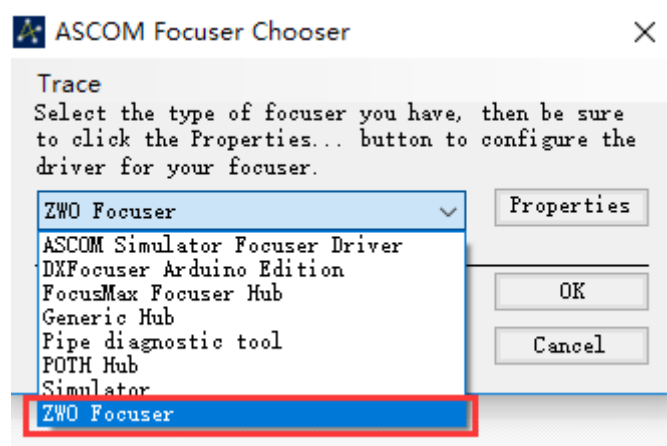 ASCOM Focuser Chooser
Trace
Select the type of focuser you have, then be sure
to click the Properties... button to configure the
driver for your focuser.
ZWO Focuser
Properties
ASCOM Simulator Focuser Driver
DXFocuser Arduino Edition
FocusMax Focuser Hub
Generic Hub
Pipe diagnostic tool
POTH Hub
Simulator
ZWO Focuser
OK
Cancel